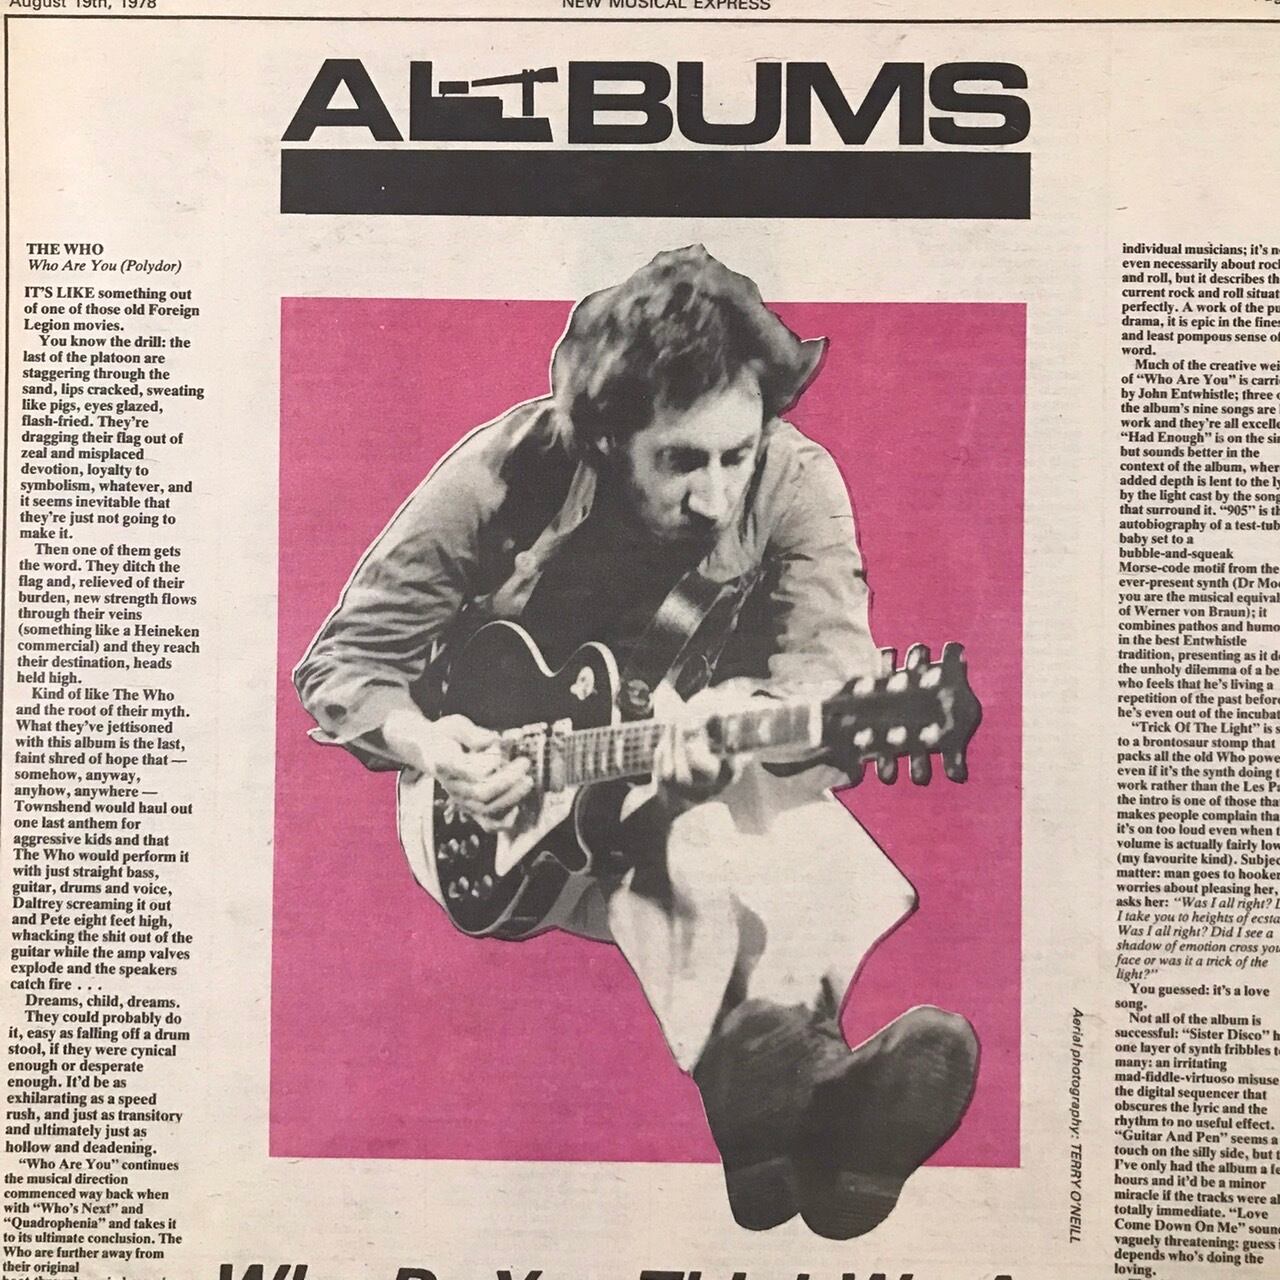 August 19th, 1978
NEW MUSICAL EXPRESS
ALBUMS
THE WHO
Who Are You (Polydor)
IT'S LIKE something out
of one of those old Foreign
Legion movies.
You know the drill: the
last of the platoon are
staggering through the
sand, lips cracked, sweating
like pigs, eyes glazed,
flash-fried. They're
dragging their flag out of
zeal and misplaced
devotion, loyalty to
symbolism, whatever, and
it seems inevitable that
they're just not going to
make it.
Then one of them gets
the word. They ditch the
flag and, relieved of their
burden, new strength flows
through their veins
(something like a Heineken
commercial) and they reach
their destination, heads
held high.
Kind of like The Who
and the root of their myth.
What they've jettisoned
with this album is the last,
faint shred of hope that —
somehow, anyway,
anyhow, anywhere —
Townshend would haul out
one last anthem for
aggressive kids and that
The Who would perform it
with just straight bass,
guitar, drums and voice,
Daltrey screaming it out
and Pete eight feet high,
whacking the shit out of the
guitar while the amp valves
explode and the speakers
catch fire . . .
Dreams, child, dreams.
They could probably do
it, easy as falling off a drum
stool, if they were cynical
enough or desperate
enough. It'd be as
exhilarating as a speed
rush, and just as transitory
and ultimately just as
hollow and deadening.
"Who Are You" continues
the musical direction
commenced way back when
with "Who's Next" and
"Quadrophenia" and takes it
to its ultimate conclusion. The
Who are further away from
their original
Aerial photography: TERRY O'NEILL
individual musicians; it's
even necessarily about
and roll, but it describes
current rock and roll
perfectly. A work of the
drama, it is epic in the
and least pompous sense of
word.
Much of the creative
of "Who Are You" is
by John Entwhistle; three
the album's nine songs are
work and they're all
"Had Enough" is on the
but sounds better in the
context of the album,
added depth is lent to the
by the light cast by the
that surround it. "905" is
autobiography of a
baby set to a
bubble-and-squeak
Morse-code motif from the
ever-present synth (Dr
you are the musical
of Werner von Braun); it
combines pathos and
in the best Entwhistle
tradition, presenting as it
the unholy dilemma of a
who feels that he's living a
repetition of the past
he's even out of the
"Trick Of The Light" is
to a brontosaur stomp that
packs all the old Who
even if it's the synth doing
work rather than the Les
the intro is one of those
makes people complain
it's on too loud even when
volume is actually fairly
(my favourite kind).
matter: man goes to
worries about pleasing her,
asks her: "Was I all right?
I take you to heights of
Was I all right? Did I see a
shadow of emotion cross
face or was it a trick of the
light?"
You guessed: it's a love
song.
Not all of the album is
successful: "Sister Disco"
one layer of synth fribbles
many: an irritating
mad-fiddle-virtuoso
the digital sequencer that
obscures the lyric and the
rhythm to no useful effect.
"Guitar And Pen" seems a
touch on the silly side, but
I've only had the album a
hours and it'd be a minor
miracle if the tracks were
totally immediate. "Love
Come Down On Me"
vaguely threatening: guess
depends who's doing the
loving.